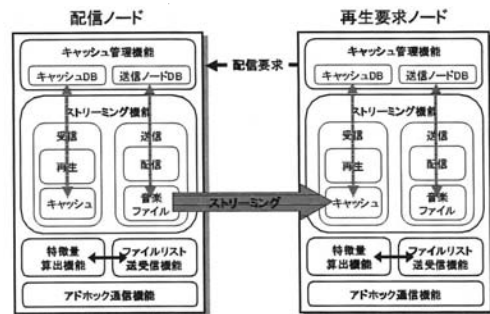 配信ノード
キャッシュ管理機能
キャッシュDB
送信ノードDB
ストリーミング機能
受信
再生
キャッシュ
送信
配信
音楽
ファイル
特徴量
算出機能
ファイルリスト
送受信機能
アドホック通信機能
配信要求
ストリーミング
再生要求ノード
キャッシュ管理機能
キャッシュDB
送信ノードDB
ストリーミング機能
受信
再生
キャッシュ
送信
配信
音楽
ファイル
特徴量
算出機能
ファイルリスト
送受信機能
アドホック通信機能